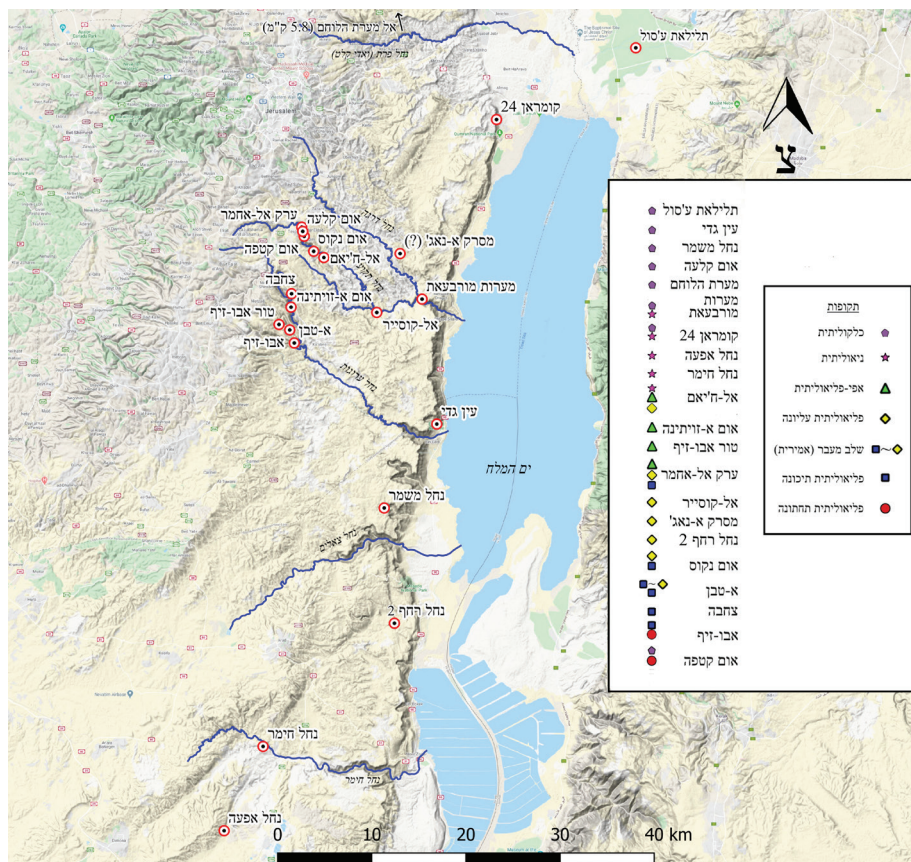 אל מערת הלוחם (5.8 ק"מ)
נחל פרת (ואדי קלט)
תלילאת ע'סול
קומראן 24
Jerusalem
צ
ערק אל-אחמר
אום קלעה
אום נקוס
אום קטפה
אל-ח'יאם
מסרק א-נאג' (?)
צחבה
אום א-זויתינה
מערות מורבעאת
טור אבו-זיף
א-טבן
אל-קוסייר
אבו-זיף
נחל ערוגות
עין גדי
ים המלח
נחל משמר
נחל צאלים
נחל רחף 2
נחל חימר
נחל חימר
נחל אפעה
0 10 20 30 40 km
תלילאת ע'סול
עין גדי
נחל משמר
אום קלעה
מערת הלוחם
מערות
מורבעאת
קומראן 24
נחל אפעה
נחל חימר
אל-ח'יאם
אום א-זויתינה
טור אבו-זיף
ערק אל-אחמר
אל-קוסייר
מסרק א-נאג'
נחל רחף 2
אום נקוס
א-טבן
צחבה
אבו-זיף
אום קטפה
תקופות
כלקוליתית
ניאוליתית
אפי-פליאוליתית
פליאוליתית עליונה
שלב מעבר (אמירית)
~
פליאוליתית תיכונה
פליאוליתית תחתונה